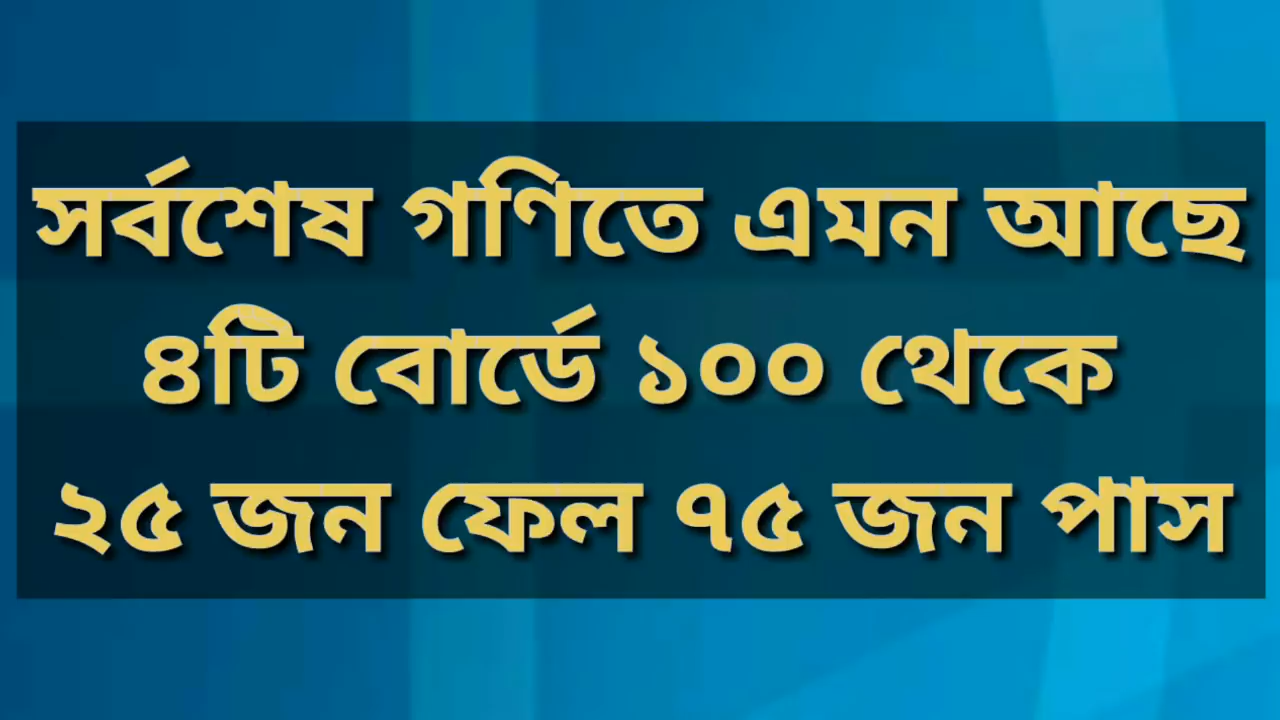 সর্বশেষ গণিতে এমন আছে
৪টি বোর্ডে ১০০ থেকে
২৫ জন ফেল ৭৫ জন পাস